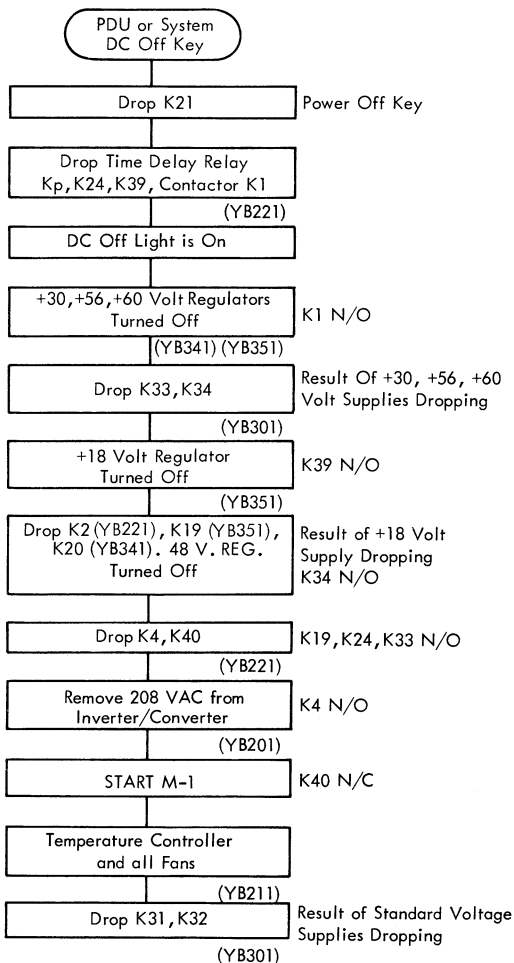 PDU or System
DC Off Key
Drop K21
Power Off Key
Drop Time Delay Relay
Kp,K24,K39, Contactor K1
(YB221)
DC Off Light is On
+30,+56,+60 Volt Regulators
Turned Off
K1 N/O
(YB341) (YB351)
Drop K33,K34
Result Of +30, +56, +60
Volt Supplies Dropping
(YB301)
+18 Volt Regulator
Turned Off
K39 N/O
(YB351)
Drop K2 (YB221), K19 (YB351),
K20 (YB341). 48 V. REG.
Turned Off
Result of +18 Volt
Supply Dropping
K34 N/O
Drop K4,K40
K19,K24,K33 N/O
(YB221)
Remove 208 VAC from
Inverter/Converter
K4 N/O
(YB201)
START M-1
K40 N/C
Temperature Controller
and all Fans
(YB211)
Drop K31,K32
Result of Standard Voltage
Supplies Dropping
(YB301)